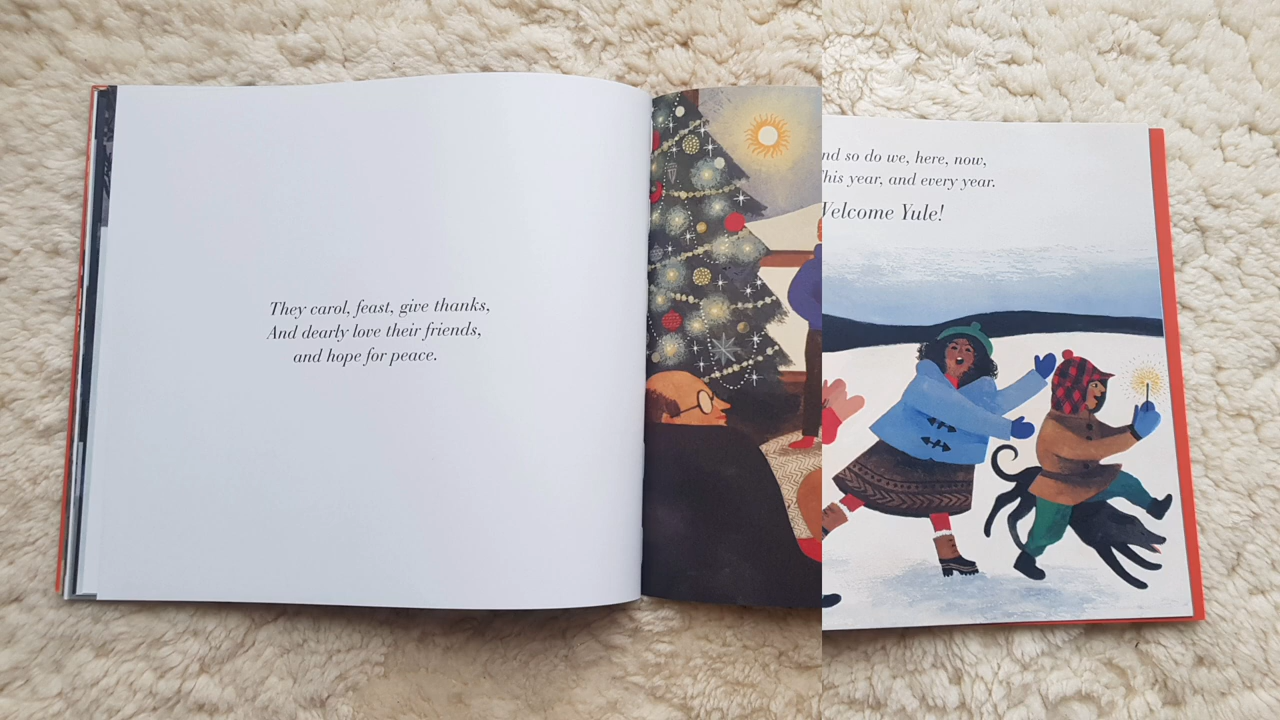 They carol, feast, give thanks,
And dearly love their friends,
and hope for peace.
nd so do we, here, now,
his year, and every year.
elcome Yule!